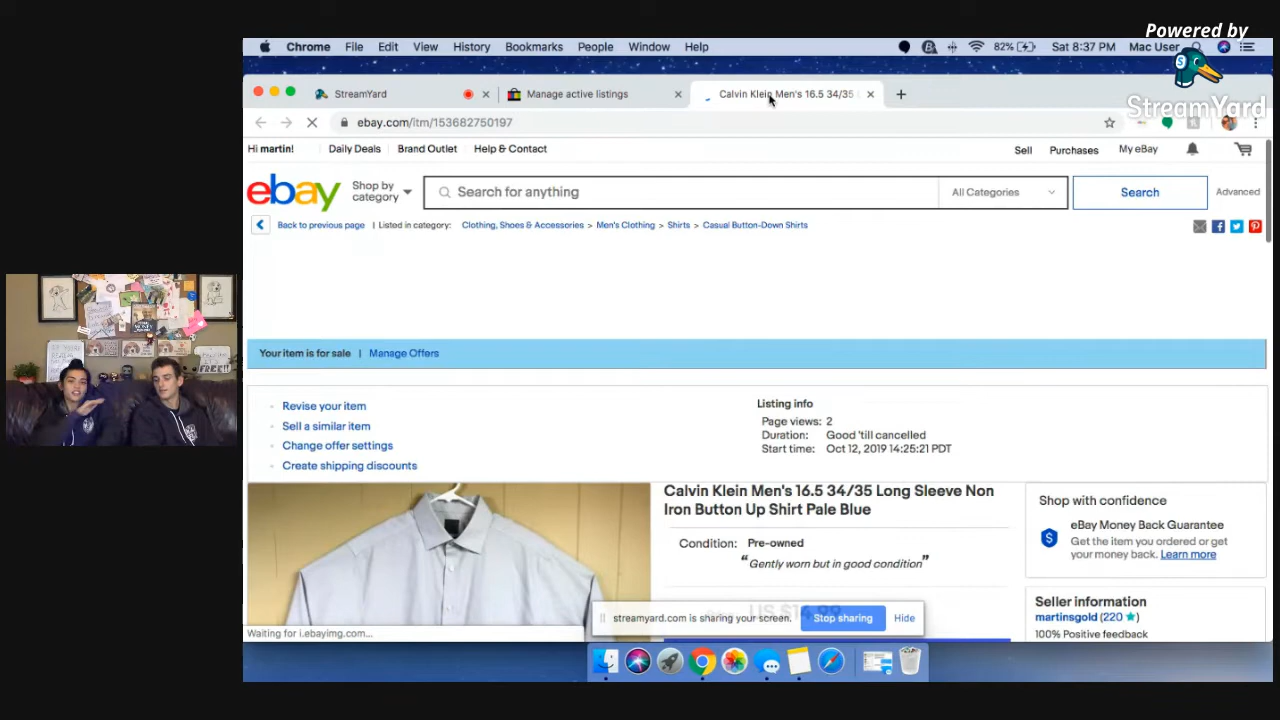 Powered by
StreamYard
Chrome File Edit View History Bookmarks People Window Help
82% Sat 8:37 PM Mac User
StreamYard
Manage active listings
Calvin Klein Men's 16.5 34/35
ebay.com/itm/153682750197
Hi martin! Daily Deals Brand Outlet Help & Contact
Sell Purchases My eBay
ebay
Shop by
category
Search for anything
All Categories
Search
Advanced
Back to previous page | Listed in category: Clothing, Shoes & Accessories > Men's Clothing > Shirts > Casual Button-Down Shirts
Your item is for sale | Manage Offers
Revise your item
Sell a similar item
Change offer settings
Create shipping discounts
Listing info
Page views: 2
Duration: Good 'till cancelled
Start time: Oct 12, 2019 14:25:21 PDT
Calvin Klein Men's 16.5 34/35 Long Sleeve Non
Iron Button Up Shirt Pale Blue
Condition: Pre-owned
“Gently worn but in good condition”
Shop with confidence
eBay Money Back Guarantee
Get the item you ordered or get
your money back. Learn more
Seller information
martinsgold (220 ★)
100% Positive feedback
streamyard.com is sharing your screen.
Stop sharing
Hide
Waiting for i.ebayimg.com...